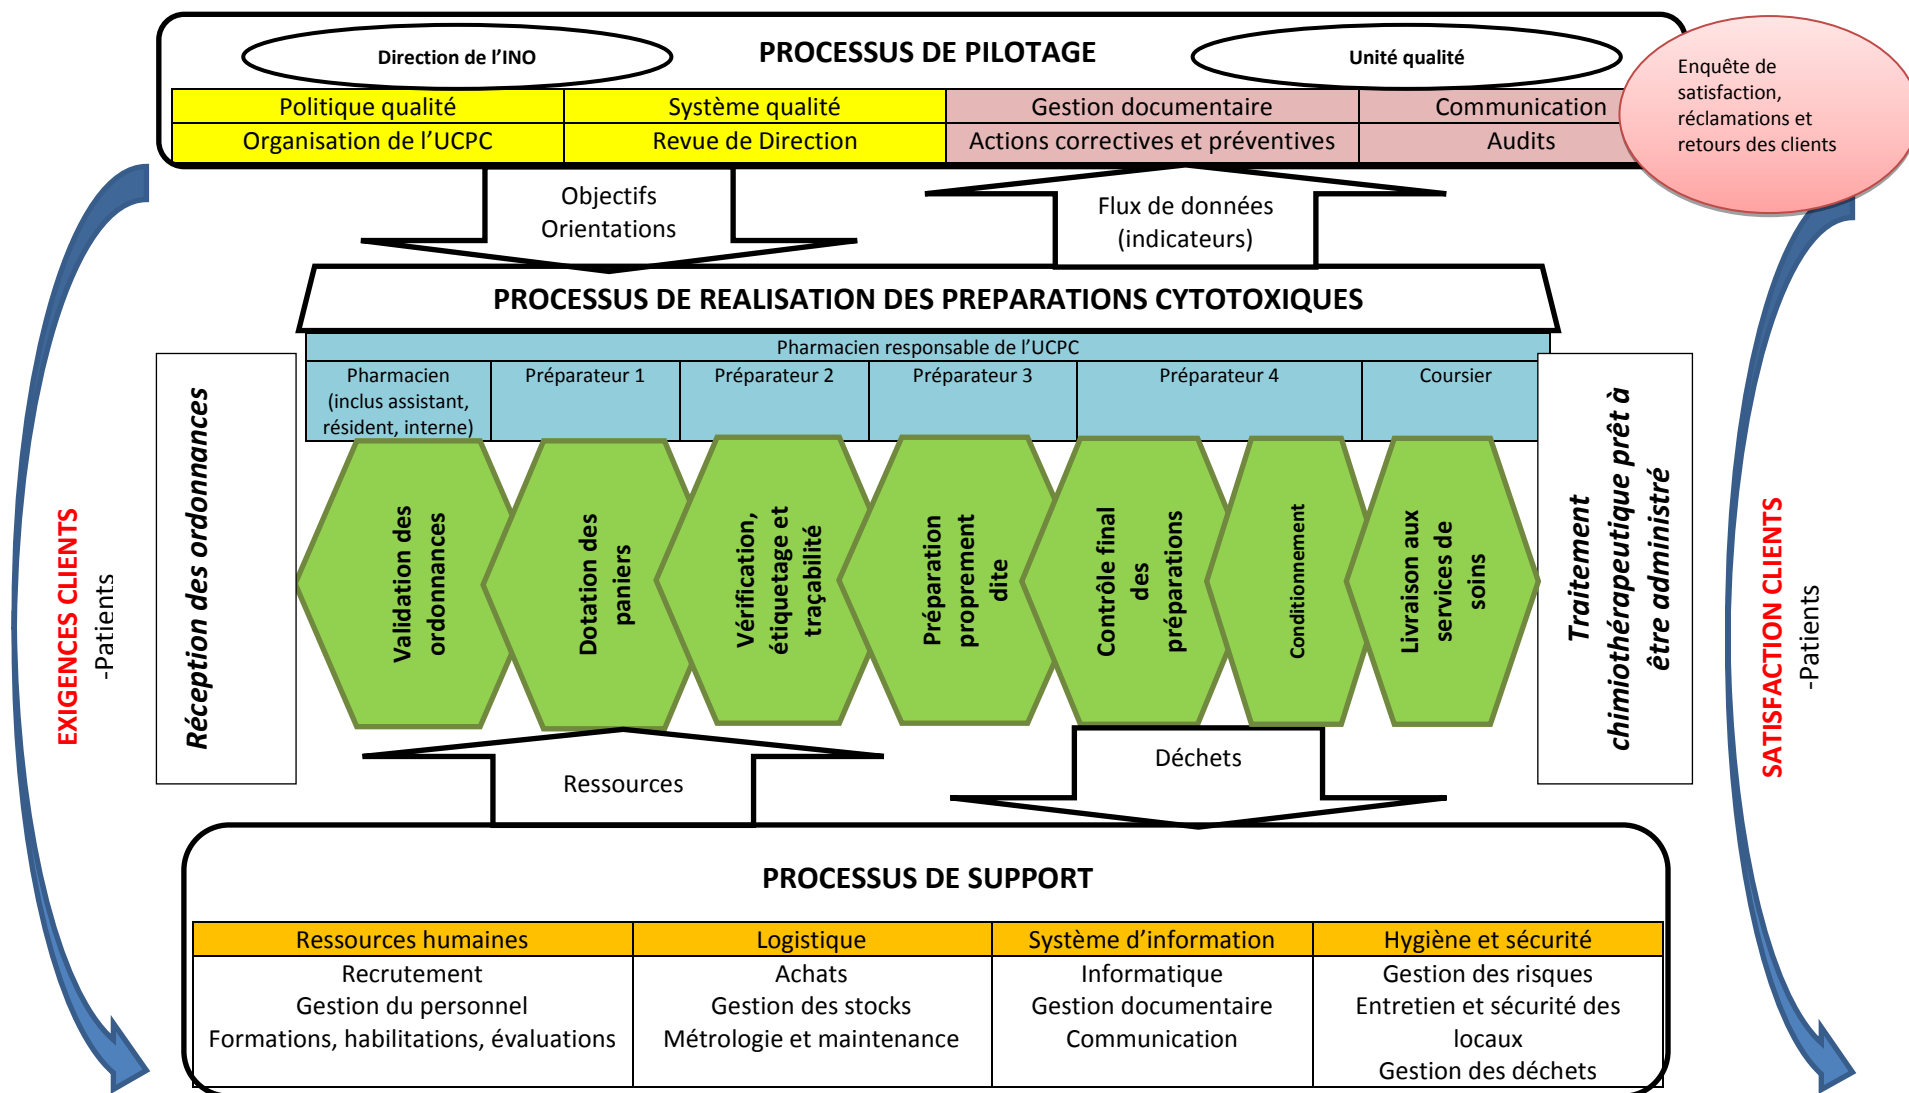 PROCESSUS DE PILOTAGE
Direction de l’INO
Unité qualité
Politique qualité
Système qualité
Gestion documentaire
Communication
Organisation de l’UCPC
Revue de Direction
Actions correctives et préventives
Audits
Enquête de
satisfaction,
réclamations et
retours des clients
Objectifs
Orientations
Flux de données
(indicateurs)
PROCESSUS DE REALISATION DES PREPARATIONS CYTOTOXIQUES
Pharmacien responsable de l’UCPC
Pharmacien
(inclus assistant,
résident, interne)
Préparateur 1
Préparateur 2
Préparateur 3
Préparateur 4
Coursier
EXIGENCES CLIENTS
-Patients
Réception des ordonnances
Validation des
ordonnances
Dotation des
paniers
Vérification,
étiquetage et
traçabilité
Préparation
proprement
dite
Contrôle final
des
préparations
Conditionnement
Livraison aux
services de
soins
Traitement
chimiothérapeutique prêt à
être administré
SATISFACTION CLIENTS
-Patients
Ressources
Déchets
PROCESSUS DE SUPPORT
Ressources humaines
Logistique
Système d’information
Hygiène et sécurité
Recrutement
Gestion du personnel
Formations, habilitations, évaluations
Achats
Gestion des stocks
Métrologie et maintenance
Informatique
Gestion documentaire
Communication
Gestion des risques
Entretien et sécurité des
locaux
Gestion des déchets